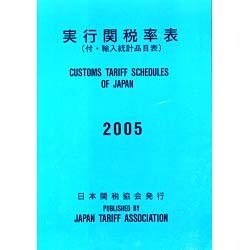 実行関税率表
(付・輸入統計品目表)
CUSTOMS TARIFF SCHEDULES
OF JAPAN
2005
日本関税協会発行
PUBLISHED BY
JAPAN TARIFF ASSOCIATION